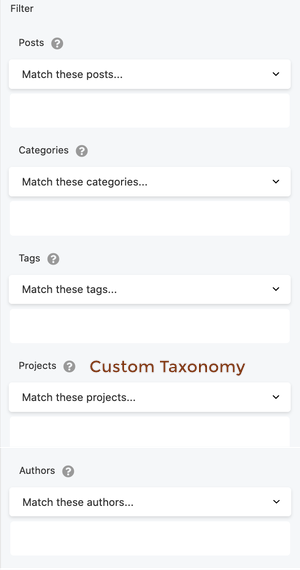 Filter
Posts ?
Match these posts...
Categories ?
Match these categories...
Tags ?
Match these tags...
Projects ? Custom Taxonomy
Match these projects...
Authors ?
Match these authors...